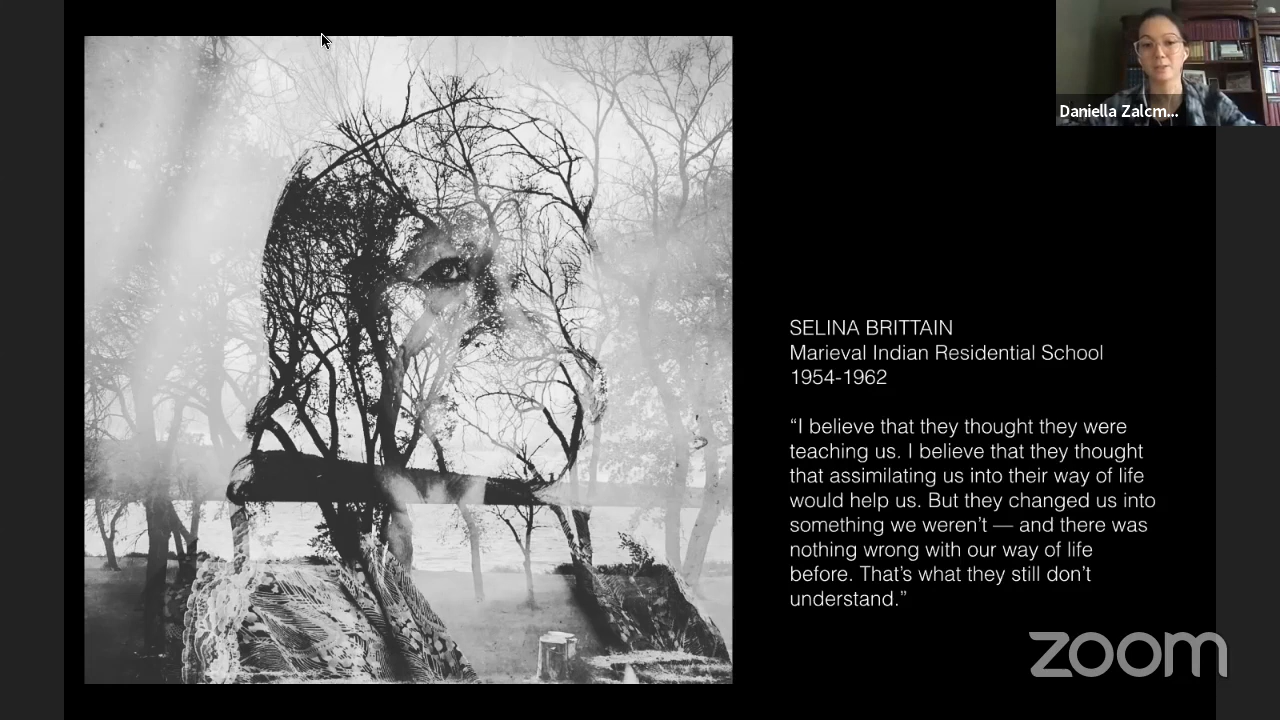 Daniella Zalcm...
SELINA BRITTAIN
Marieval Indian Residential School
1954-1962
“I believe that they thought they were
teaching us. I believe that they thought
that assimilating us into their way of life
would help us. But they changed us into
something we weren’t — and there was
nothing wrong with our way of life
before. That’s what they still don’t
understand.”
zoom